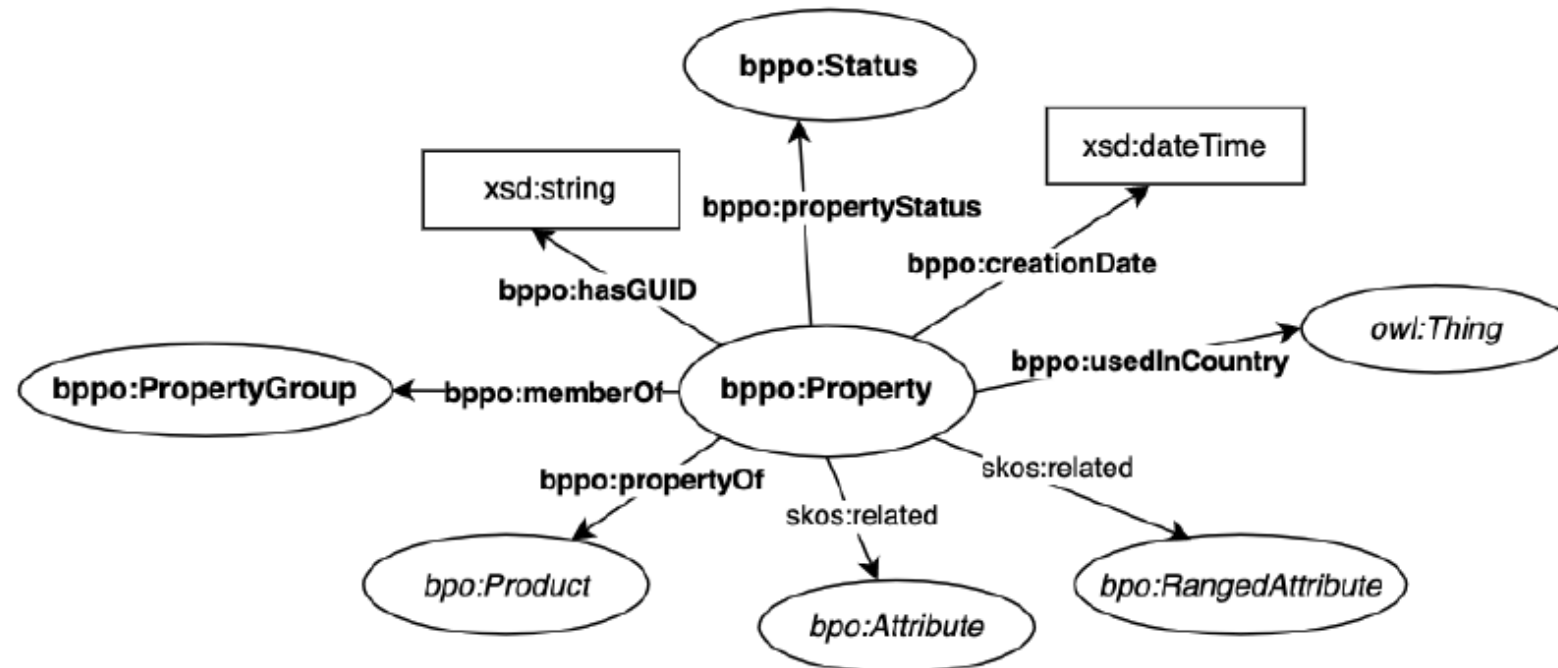 bppo:Status
xsd:dateTime
xsd:string
bppo:propertyStatus
bppo:creationDate
bppo:hasGUID
owl:Thing
bppo:usedInCountry
bppo:PropertyGroup
bppo:memberOf
bppo:Property
skos:related
bppo:propertyOf
skos:related
bpo:Product
bpo:RangedAttribute
bpo:Attribute